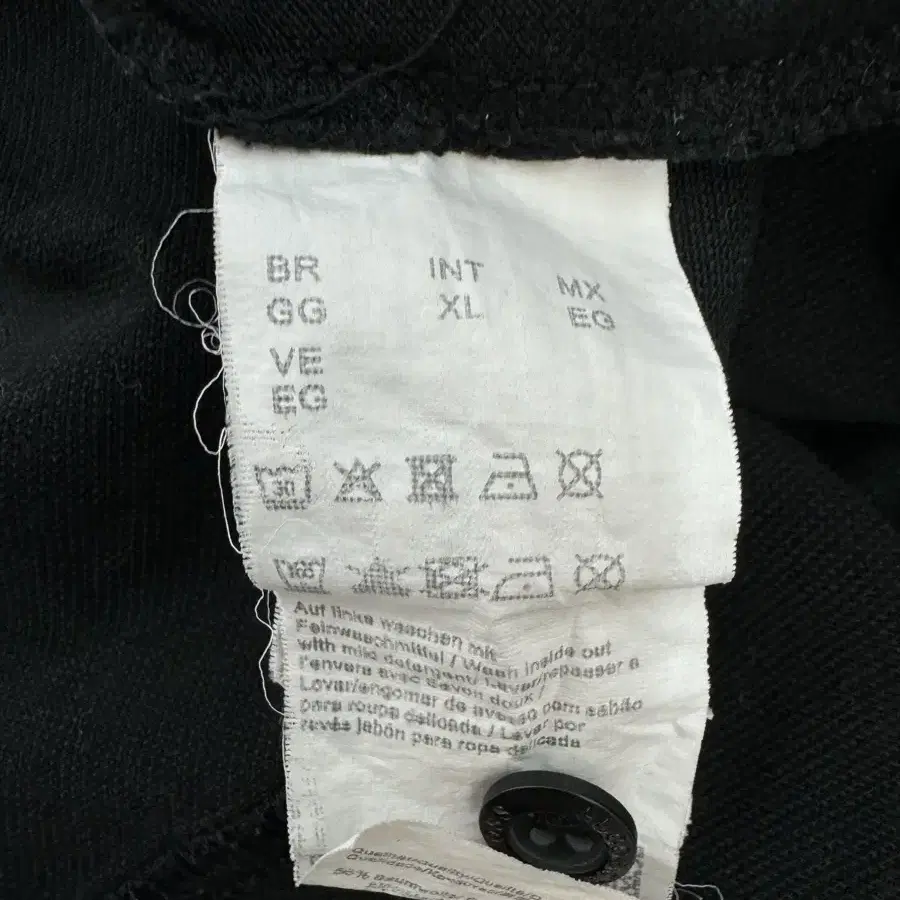 BR INT MX
GG XL EG
VE
EG
30
Auf links waschen mit
Feinwaschmittel / Wash inside out
with mild detergent/ Laver/repasser a
l'envers avec savon doux /
Lavar/engomar do avesso com sabão
para roupa delicada / Lavar por
revés jabón para ropa delicada
Baumwolle